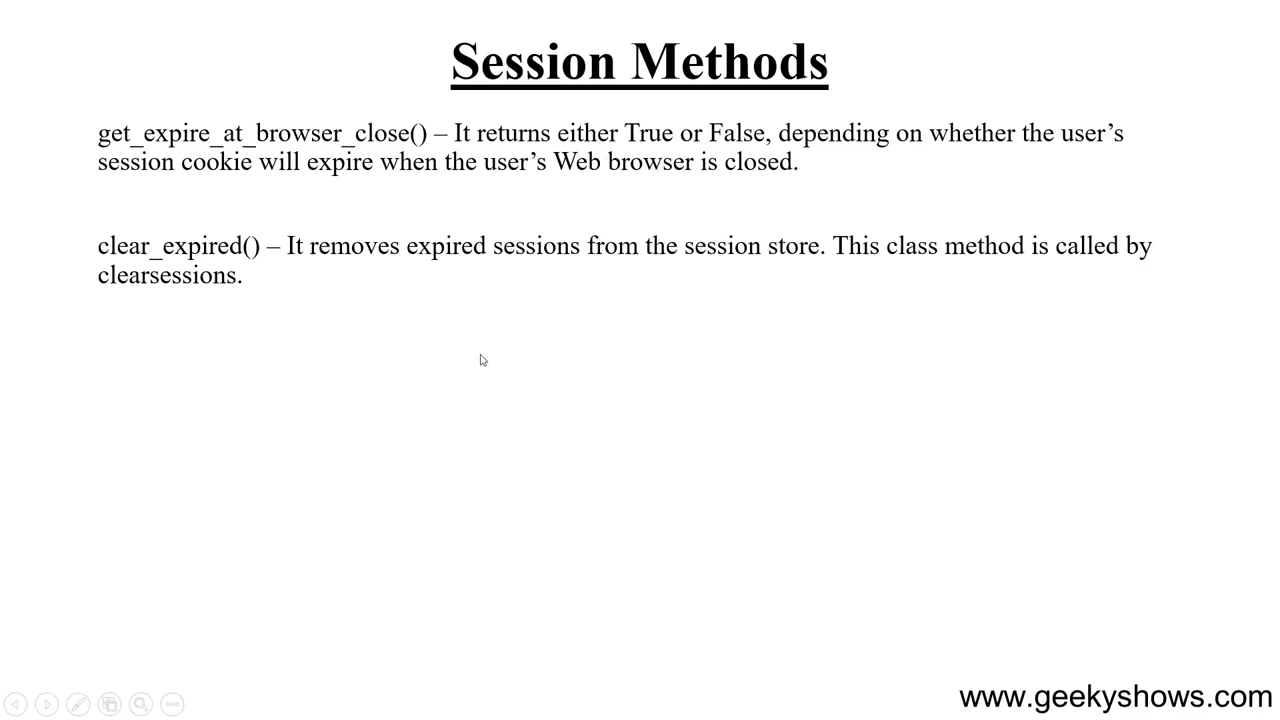 Session Methods
get_expire_at_browser_close() – It returns either True or False, depending on whether the user’s
session cookie will expire when the user’s Web browser is closed.
clear_expired() – It removes expired sessions from the session store. This class method is called by
clearsessions.
www.geekyshows.com